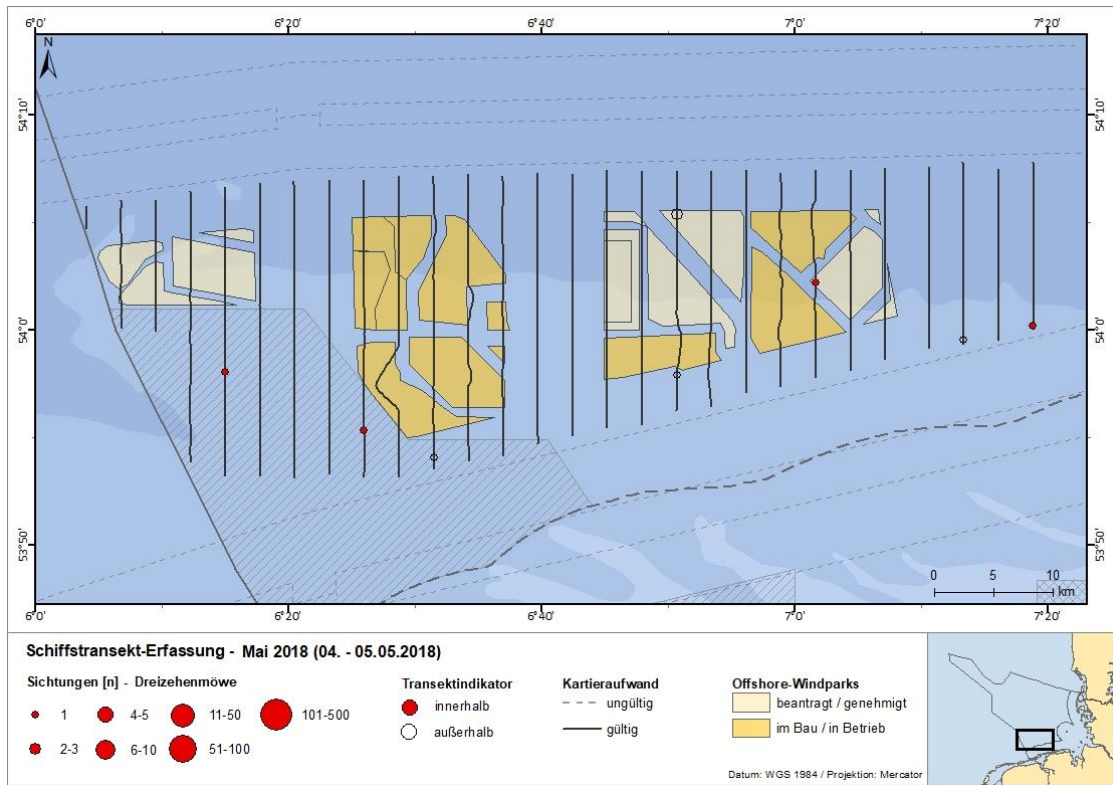 6°0' 6°20' 6°40' 7°0' 7°20'
N
54°10' 54°10'
54°0' 54°0'
53°50' 53°50'
0 5 10
km
6°0' 6°20' 6°40' 7°0' 7°20'
Schiffstransekt-Erfassung - Mai 2018 (04. - 05.05.2018)
Sichtungen [n] - Dreizehenmöwe
1 4-5 11-50 101-500
2-3 6-10 51-100
Transektindikator
innerhalb
außerhalb
Kartieraufwand
ungültig
gültig
Offshore-Windparks
beantragt / genehmigt
im Bau / in Betrieb
Datum: WGS 1984 / Projektion: Mercator